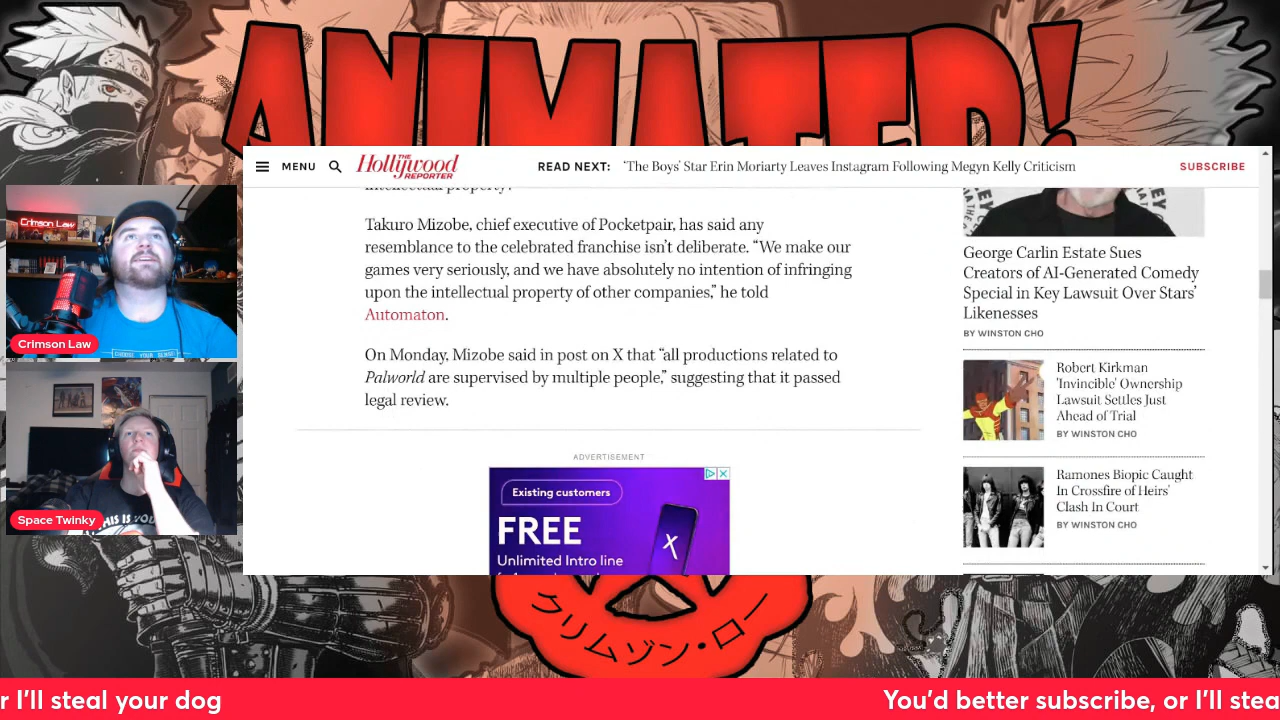 ANIMATED!
MENU
THE
Hollywood
REPORTER
READ NEXT: ‘The Boys’ Star Erin Moriarty Leaves Instagram Following Megyn Kelly Criticism
SUBSCRIBE
intellectual property.
Takuro Mizobe, chief executive of Pocketpair, has said any
resemblance to the celebrated franchise isn’t deliberate. “We make our
games very seriously, and we have absolutely no intention of infringing
upon the intellectual property of other companies,” he told
Automaton.
On Monday, Mizobe said in post on X that “all productions related to
Palworld are supervised by multiple people,” suggesting that it passed
legal review.
ADVERTISEMENT
Existing customers
FREE
Unlimited Intro line
X
George Carlin Estate Sues
Creators of AI-Generated Comedy
Special in Key Lawsuit Over Stars’
Likenesses
BY WINSTON CHO
Robert Kirkman
‘Invincible’ Ownership
Lawsuit Settles Just
Ahead of Trial
BY WINSTON CHO
Ramones Biopic Caught
In Crossfire of Heirs’
Clash In Court
BY WINSTON CHO
Crimson Law
CHOOSE YOUR SENSEI
Crimson Law
THIS IS YOU
Space Twinky
クリムゾン・ロー
r I’ll steal your dog
You’d better subscribe, or I’ll stea